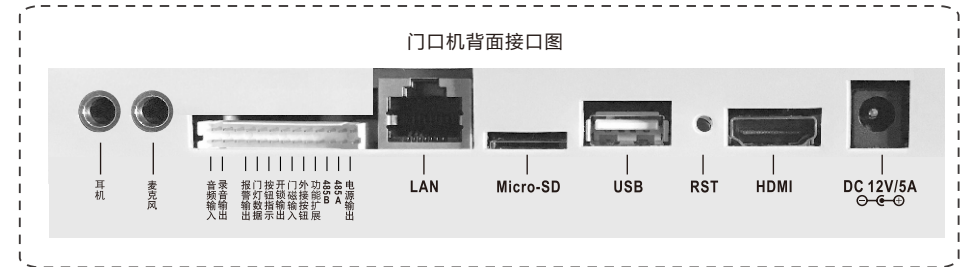 门口机背面接口图
耳机
麦克风
音频输入
录音输出
报警输出
门灯数据
按钮指示
开锁输出
门磁输入
外接按钮
功能扩展
485B
485A
电源输出
LAN
Micro-SD
USB
RST
HDMI
DC 12V/5A